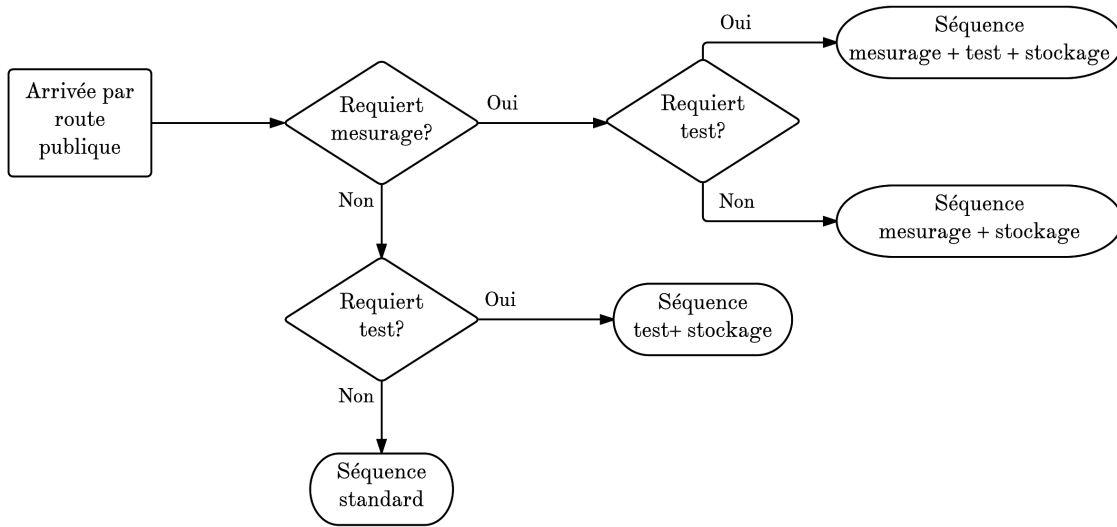 Arrivée par
route
publique
Requiert
mesurage?
Oui
Requiert
test?
Oui
Séquence
mesurage + test + stockage
Non
Séquence
mesurage + stockage
Non
Requiert
test?
Oui
Séquence
test+ stockage
Non
Séquence
standard